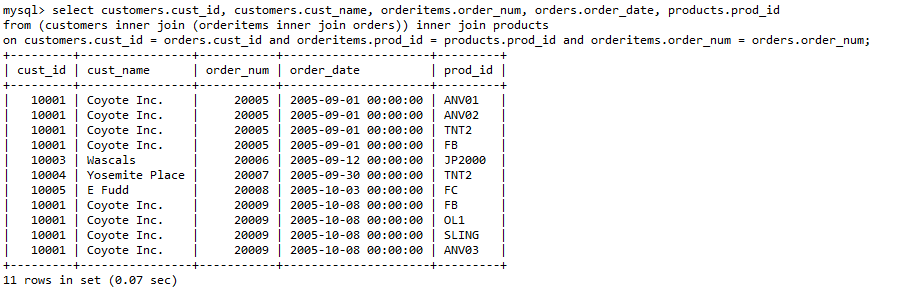 mysql> select customers.cust_id, customers.cust_name, orderitems.order_num, orders.order_date, products.prod_id
from (customers inner join (orderitems inner join orders)) inner join products
on customers.cust_id = orders.cust_id and orderitems.prod_id = products.prod_id and orderitems.order_num = orders.order_num;
+---------+----------------+-----------+---------------------+---------+
| cust_id | cust_name      | order_num | order_date          | prod_id |
+---------+----------------+-----------+---------------------+---------+
|   10001 | Coyote Inc.    |     20005 | 2005-09-01 00:00:00 | ANV01   |
|   10001 | Coyote Inc.    |     20005 | 2005-09-01 00:00:00 | ANV02   |
|   10001 | Coyote Inc.    |     20005 | 2005-09-01 00:00:00 | TNT2    |
|   10001 | Coyote Inc.    |     20005 | 2005-09-01 00:00:00 | FB      |
|   10003 | Wascals        |     20006 | 2005-09-12 00:00:00 | JP2000  |
|   10004 | Yosemite Place |     20007 | 2005-09-30 00:00:00 | TNT2    |
|   10005 | E Fudd         |     20008 | 2005-10-03 00:00:00 | FC      |
|   10001 | Coyote Inc.    |     20009 | 2005-10-08 00:00:00 | FB      |
|   10001 | Coyote Inc.    |     20009 | 2005-10-08 00:00:00 | OL1     |
|   10001 | Coyote Inc.    |     20009 | 2005-10-08 00:00:00 | SLING   |
|   10001 | Coyote Inc.    |     20009 | 2005-10-08 00:00:00 | ANV03   |
+---------+----------------+-----------+---------------------+---------+
11 rows in set (0.07 sec)